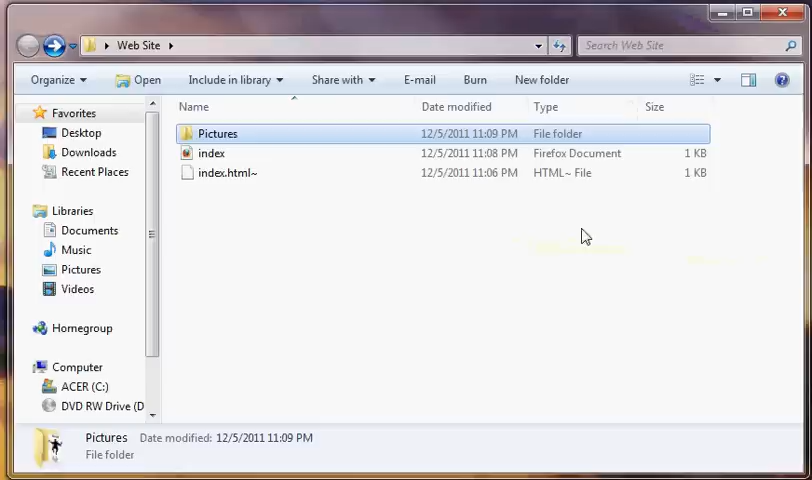 Web Site
Search Web Site
Organize Open Include in library Share with E-mail Burn New folder
Name Date modified Type Size
Favorites
Desktop
Downloads
Recent Places
Libraries
Documents
Music
Pictures
Videos
Homegroup
Computer
ACER (C:)
DVD RW Drive (D
Pictures 12/5/2011 11:09 PM File folder
index 12/5/2011 11:08 PM Firefox Document 1 KB
index.html~ 12/5/2011 11:06 PM HTML~ File 1 KB
Pictures Date modified: 12/5/2011 11:09 PM
File folder